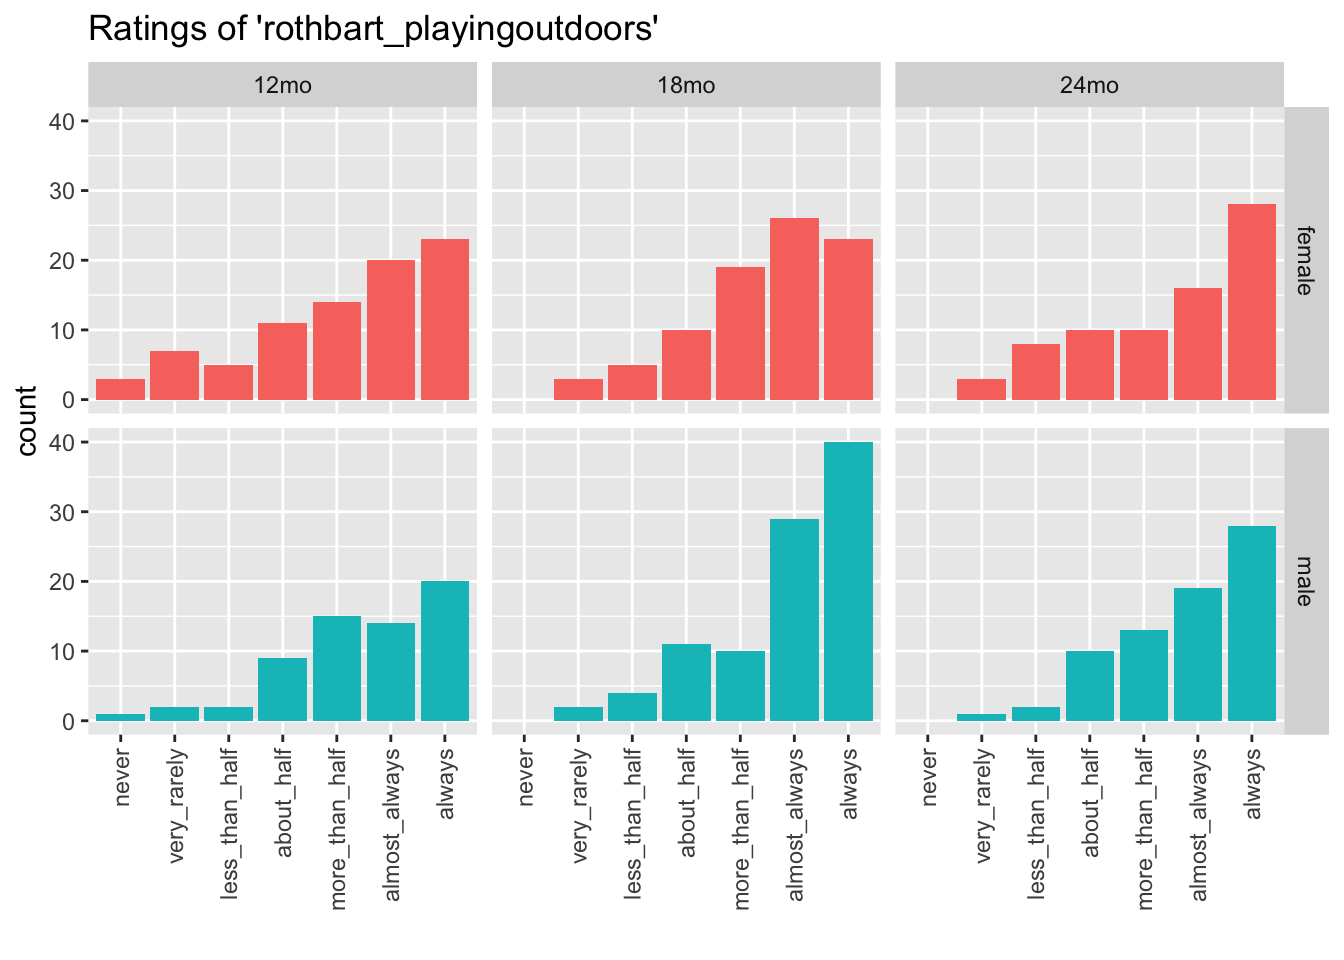 Ratings of 'rothbart_playingoutdoors'
12mo
18mo
24mo
40
30
20
10
0
female
count
40
30
20
10
0
male
never
very_rarely
less_than_half
about_half
more_than_half
almost_always
always
never
very_rarely
less_than_half
about_half
more_than_half
almost_always
always
never
very_rarely
less_than_half
about_half
more_than_half
almost_always
always